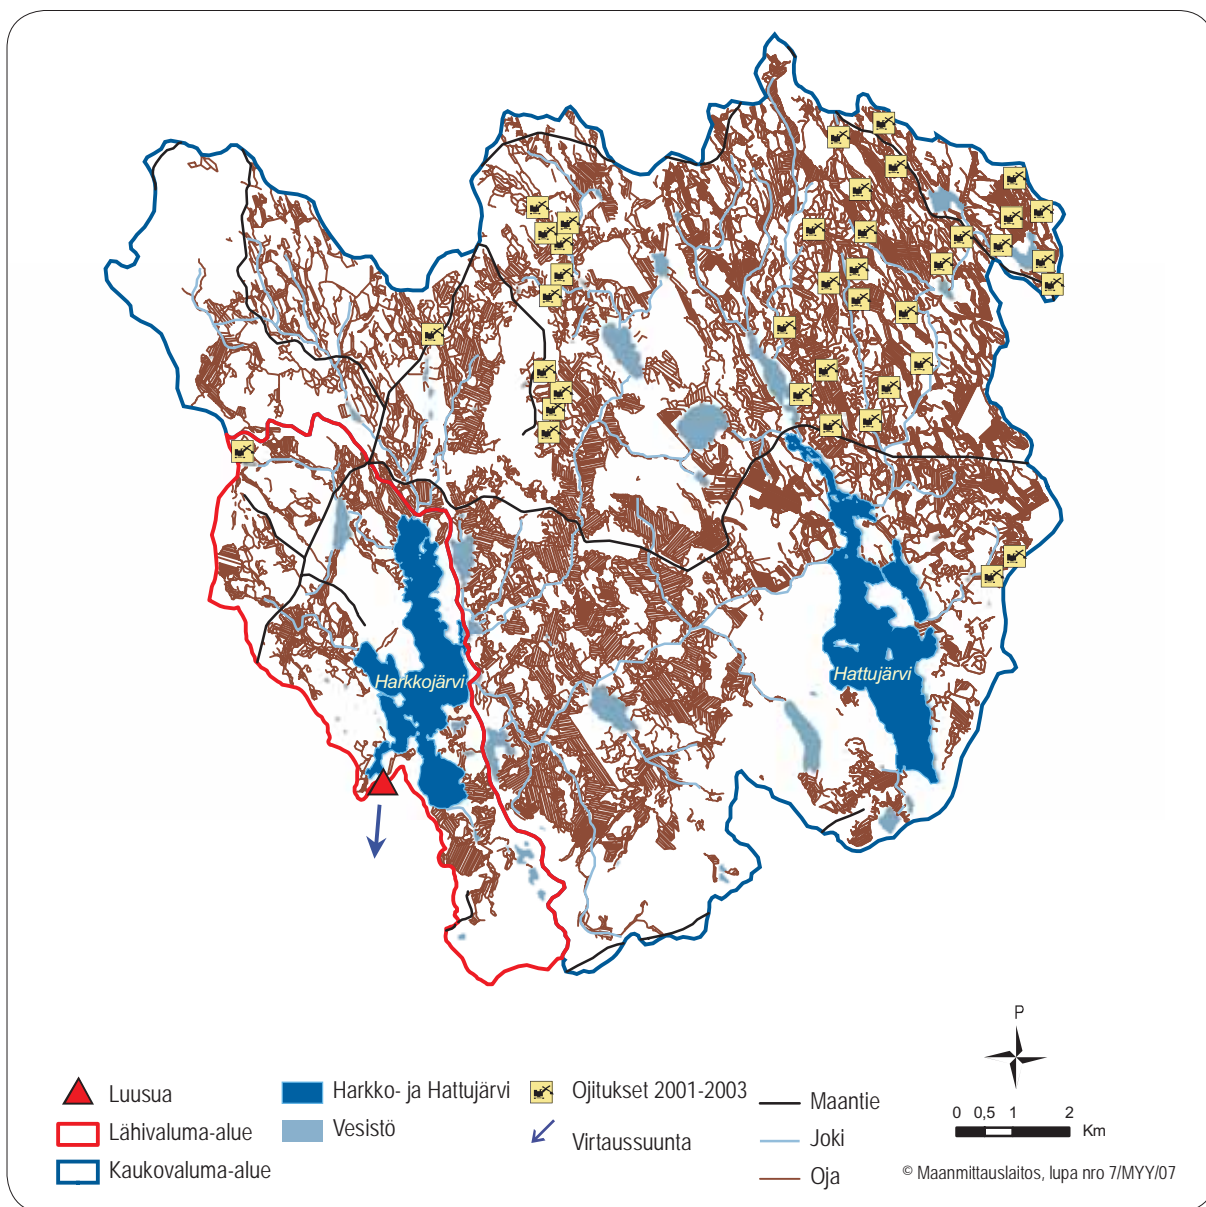 Harkkojärvi
Hattujärvi
P
Luusua
Lähivaluma-alue
Kaukovaluma-alue
Harkko- ja Hattujärvi
Vesistö
Ojitukset 2001-2003
Virtaussuunta
Maantie
Joki
Oja
0 0,5 1 2
Km
© Maanmittauslaitos, lupa nro 7/MYY/07